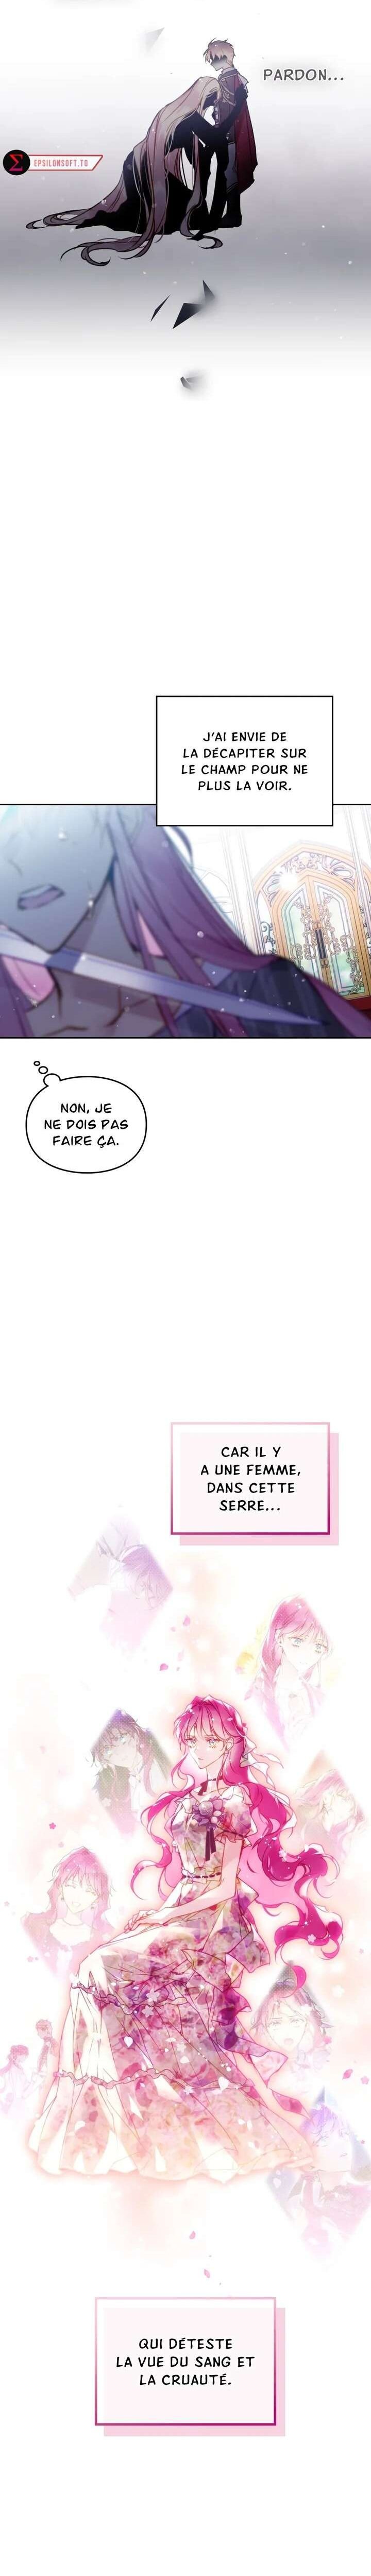 PARDON...
EPSILONSOFT.TO
J'AI ENVIE DE
LA DÉCAPITER SUR
LE CHAMP POUR NE
PLUS LA VOIR.
NON, JE
NE DOIS PAS
FAIRE ÇA.
CAR IL Y
A UNE FEMME,
DANS CETTE
SERRE...
QUI DÉTESTE
LA VUE DU SANG ET
LA CRUAUTÉ.